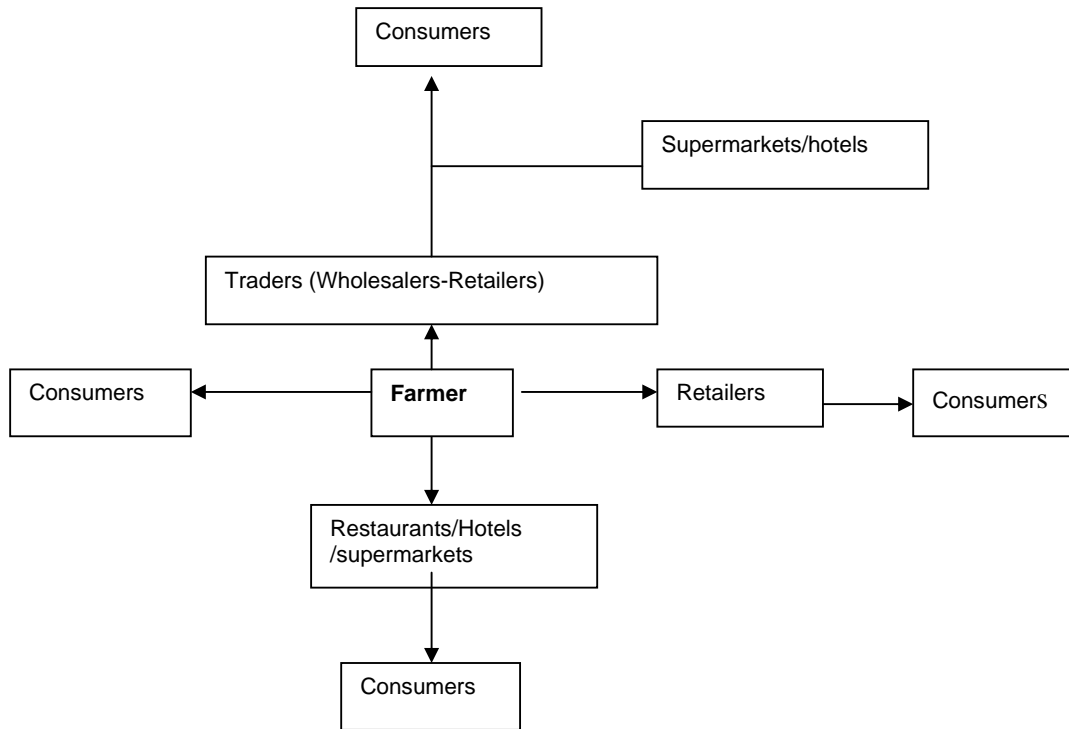 Consumers
Supermarkets/hotels
Traders (Wholesalers-Retailers)
Consumers
Farmer
Retailers
Consumers
Restaurants/Hotels
/supermarkets
Consumers